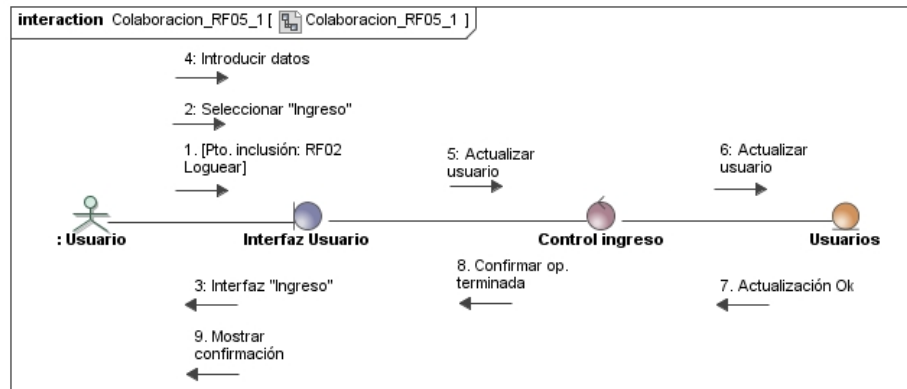 interaction Colaboracion_RF05_1 [ Colaboracion_RF05_1 ]
4: Introducir datos
2: Seleccionar "Ingreso"
1. [Pto. inclusión: RF02
Loguear]
5: Actualizar
usuario
6: Actualizar
usuario
: Usuario
Interfaz Usuario
Control ingreso
Usuarios
3: Interfaz "Ingreso"
8. Confirmar op.
terminada
7. Actualización Ok
9. Mostrar
confirmación